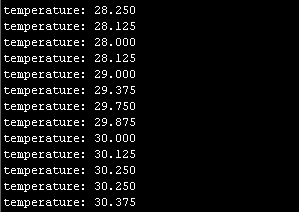 temperature: 28.250
temperature: 28.125
temperature: 28.000
temperature: 28.125
temperature: 29.000
temperature: 29.375
temperature: 29.750
temperature: 29.875
temperature: 30.000
temperature: 30.125
temperature: 30.250
temperature: 30.250
temperature: 30.375